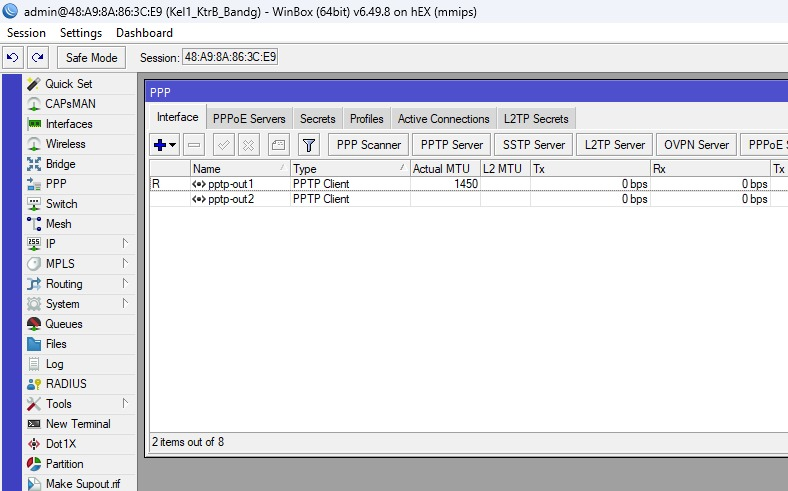 admin@48:A9:8A:86:3C:E9 (Kel1_KtrB_Bandg) - WinBox (64bit) v6.49.8 on hEX (mmips)
Session Settings Dashboard
Safe Mode Session: 48:A9:8A:86:3C:E9
Quick Set
CAPsMAN
Interfaces
Wireless
Bridge
PPP
Switch
Mesh
IP
MPLS
Routing
System
Queues
Files
Log
RADIUS
Tools
New Terminal
Dot1X
Partition
Make Supout.rif
PPP
Interface PPPoE Servers Secrets Profiles Active Connections L2TP Secrets
PPP Scanner PPTP Server SSTP Server L2TP Server OVPN Server PPPoE S
Name Type Actual MTU L2 MTU Tx Rx Tx
R pptp-out1 PPTP Client 1450 0 bps 0 bps
pptp-out2 PPTP Client 0 bps 0 bps
2 items out of 8